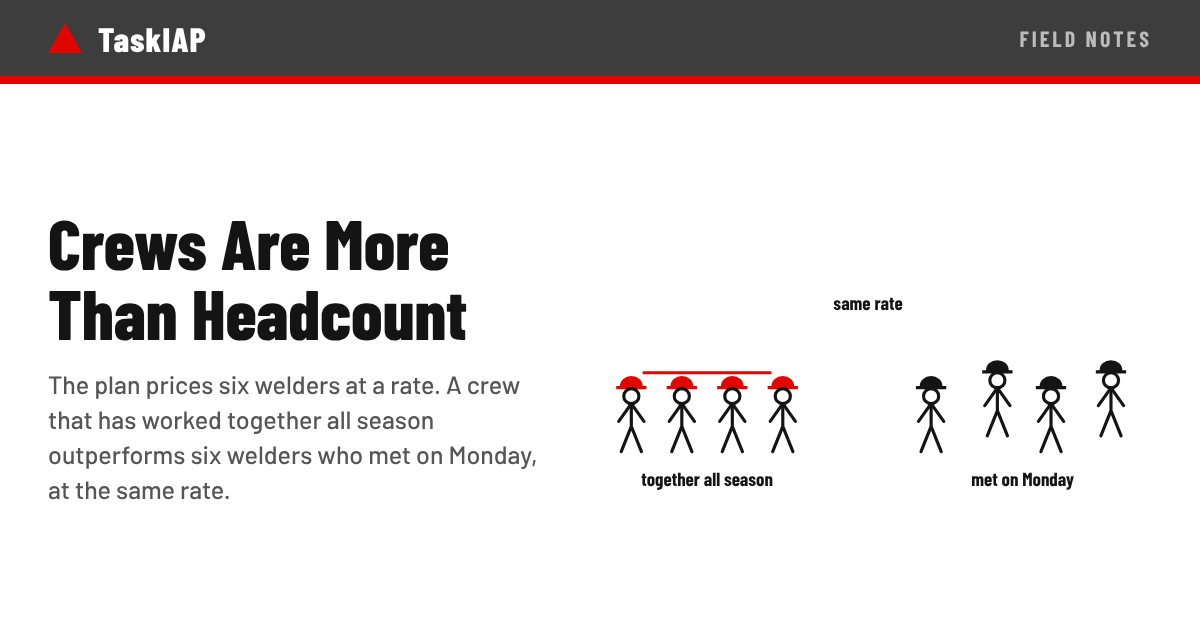 TaskIAP
FIELD NOTES
Crews Are More
Than Headcount
The plan prices six welders at a rate. A crew
that has worked together all season
outperforms six welders who met on Monday,
at the same rate.
same rate
together all season
met on Monday